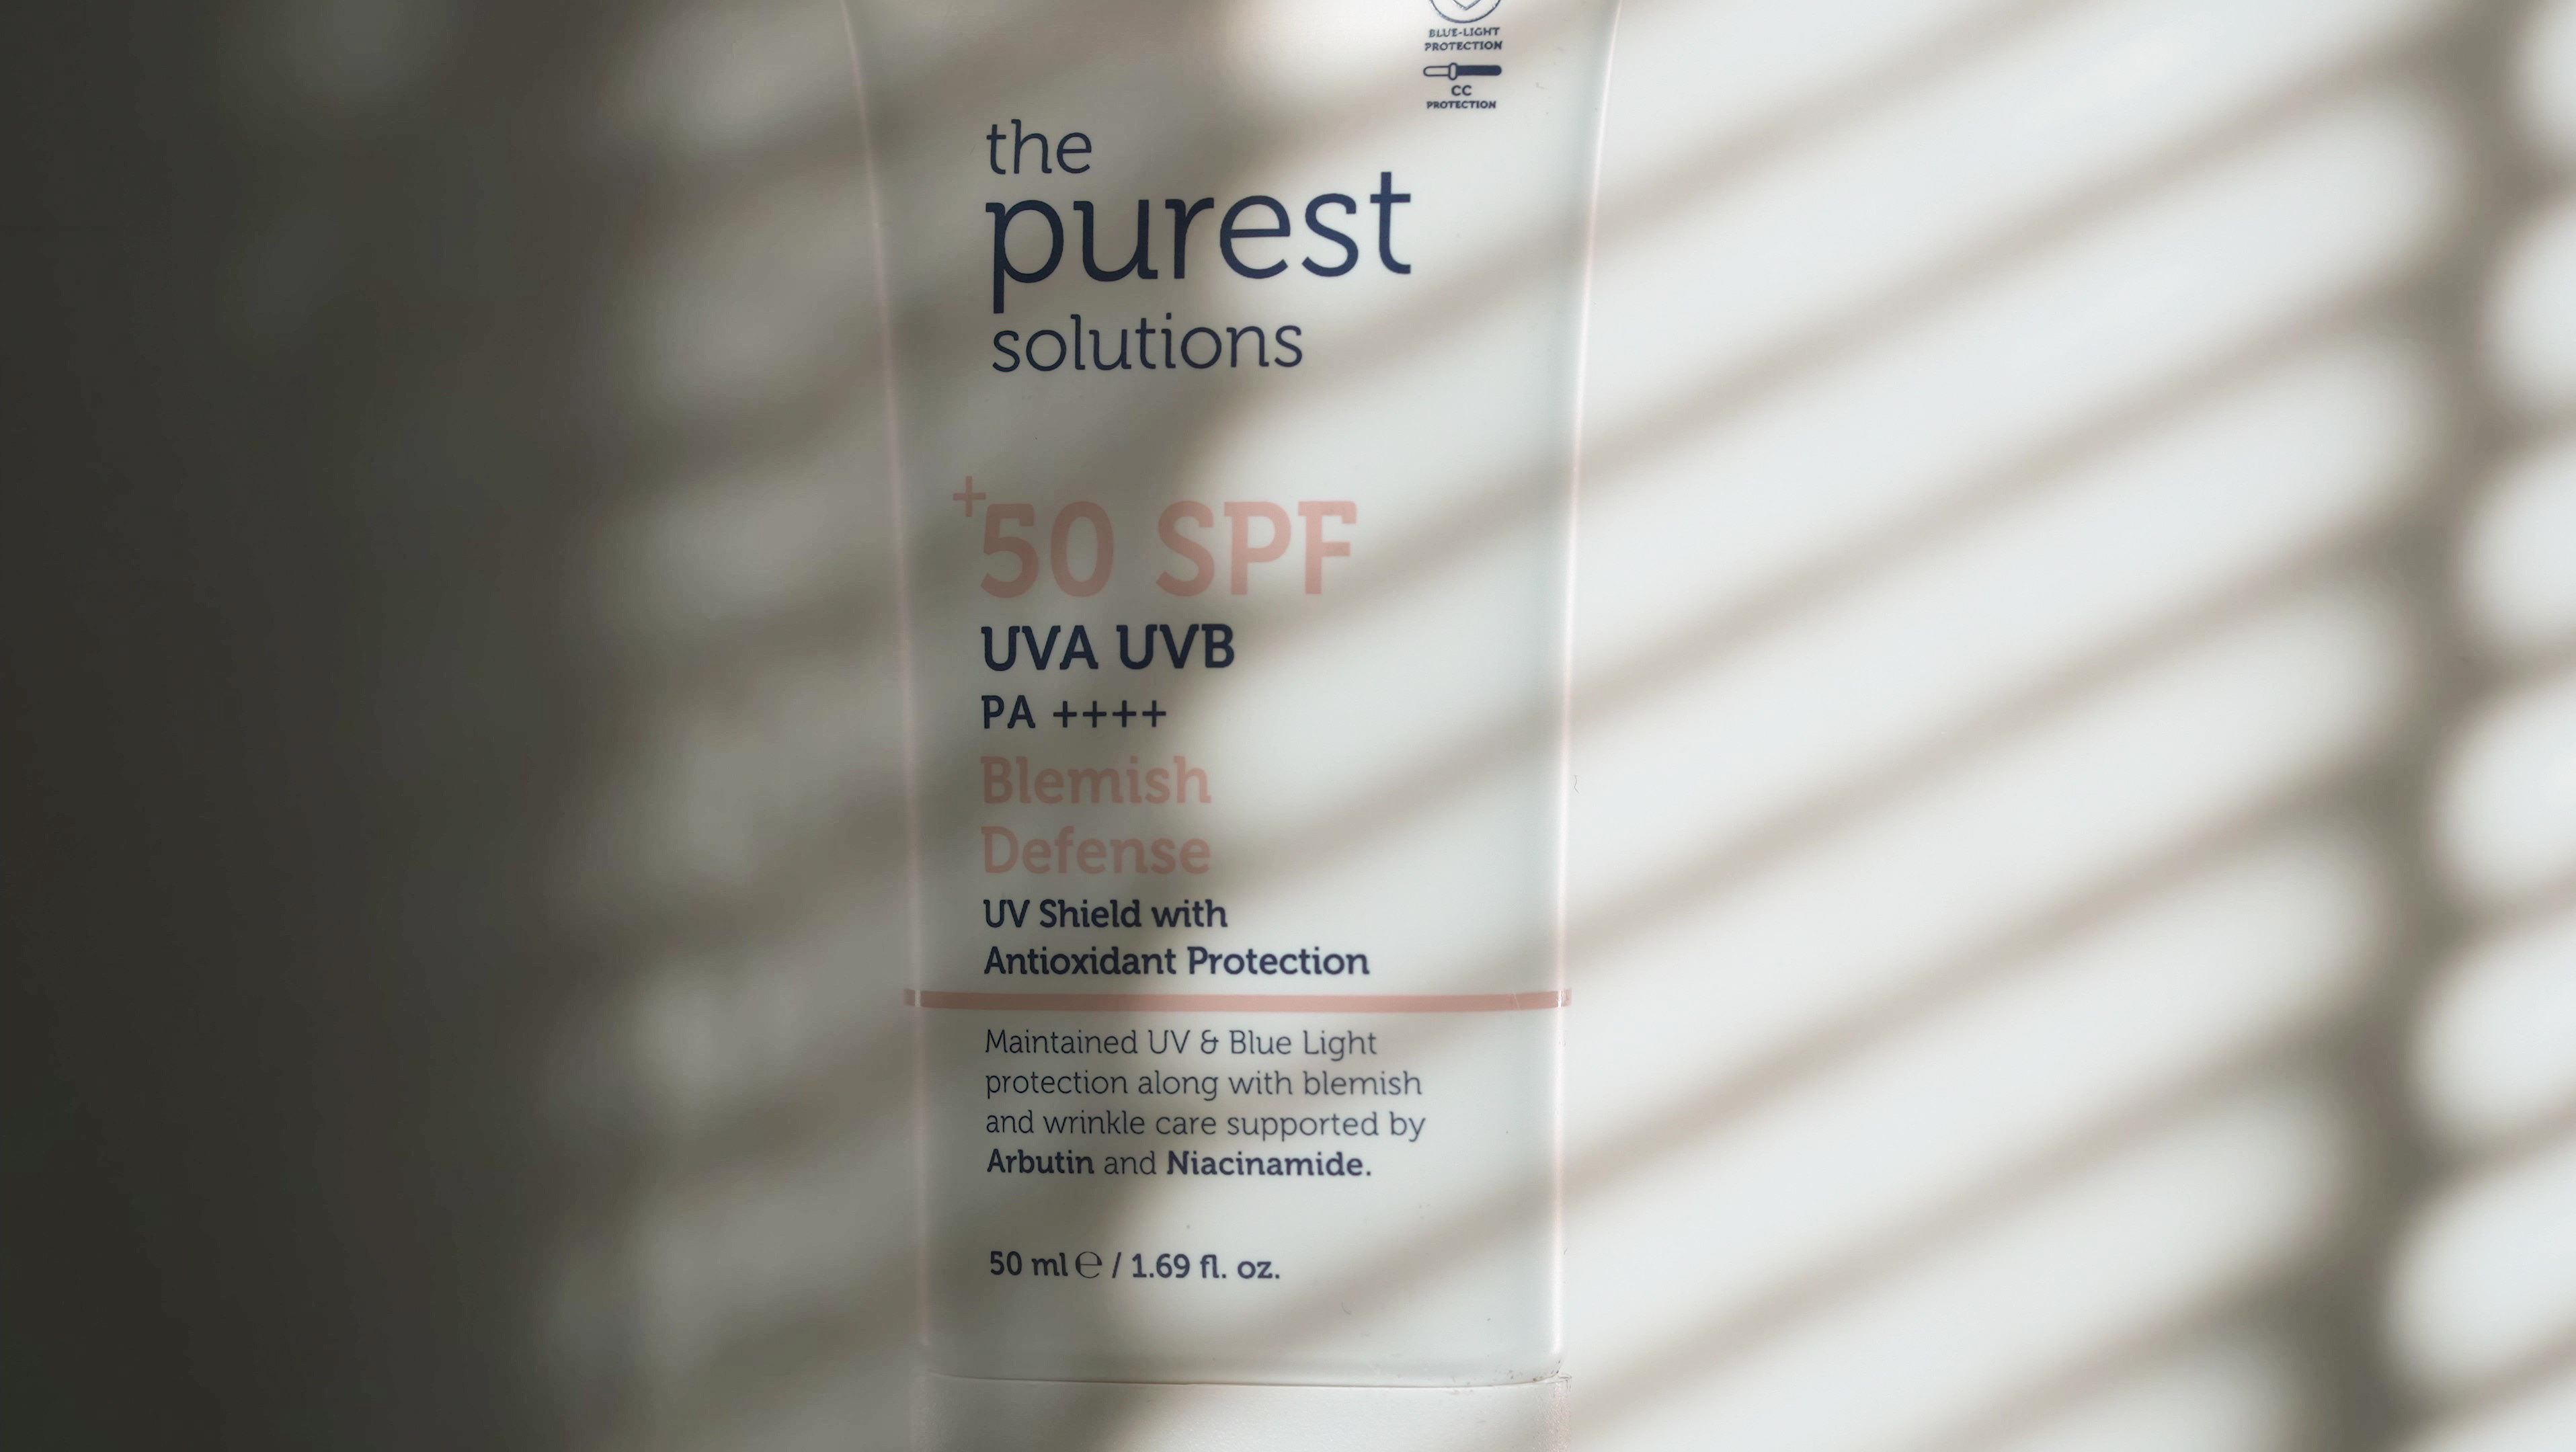 BLUE-LIGHT
PROTECTION
CC
PROTECTION
the
purest
solutions
+50 SPF
UVA UVB
PA ++++
Blemish
Defense
UV Shield with
Antioxidant Protection
Maintained UV & Blue Light
protection along with blemish
and wrinkle care supported by
Arbutin and Niacinamide.
50 ml ℮ / 1.69 fl. oz.